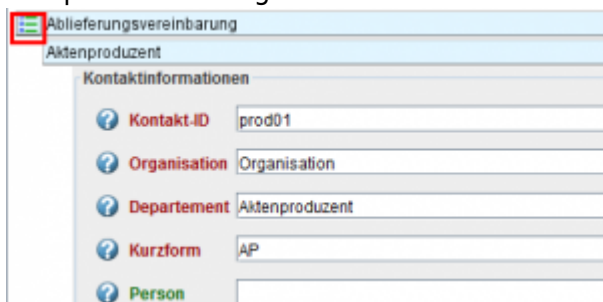 Ablieferungsvereinbarung
Aktenproduzent
Kontaktinformationen
Kontakt-ID prod01
Organisation Organisation
Departement Aktenproduzent
Kurzform AP
Person